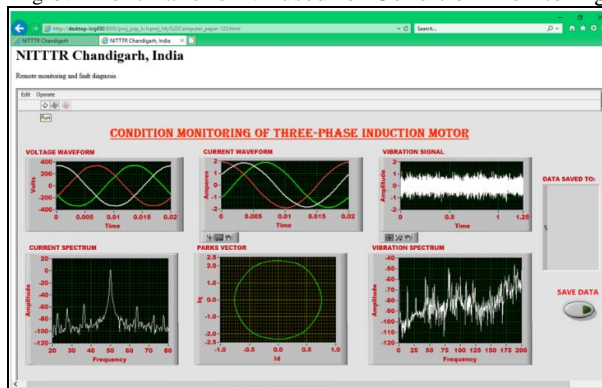 NITTTR Chandigarh, India
NITTTR Chandigarh, India
NITTTR Chandigarh, India
Remote monitoring and fault diagnosis
Edit Operate
Run
CONDITION MONITORING OF THREE-PHASE INDUCTION MOTOR
VOLTAGE WAVEFORM
CURRENT WAVEFORM
VIBRATION SIGNAL
Volts
400
200
0
-200
-400
0 0.005 0.01 0.015 0.02
Time
Amperes
2
1
0
-1
-2
0 0.005 0.01 0.015 0.02
Time
Amplitude
2
1
0
-1
-2
0 0.5 1 1.25
Time
DATA SAVED TO:
CURRENT SPECTRUM
PARKS VECTOR
VIBRATION SPECTRUM
Amplitude
20
0
-20
-40
-60
-80
-100
-120
20 30 40 50 60 70 80
Frequency
Iq
2.5
2.0
1.0
0.0
-1.0
-2.0
-2.5
-1.0 -0.5 0.0 0.5 1.0
Id
Amplitude
-40
-50
-60
-70
-80
-90
-100
-110
-120
0 25 50 75 100 125 150 175 200
Frequency
SAVE DATA
Search...